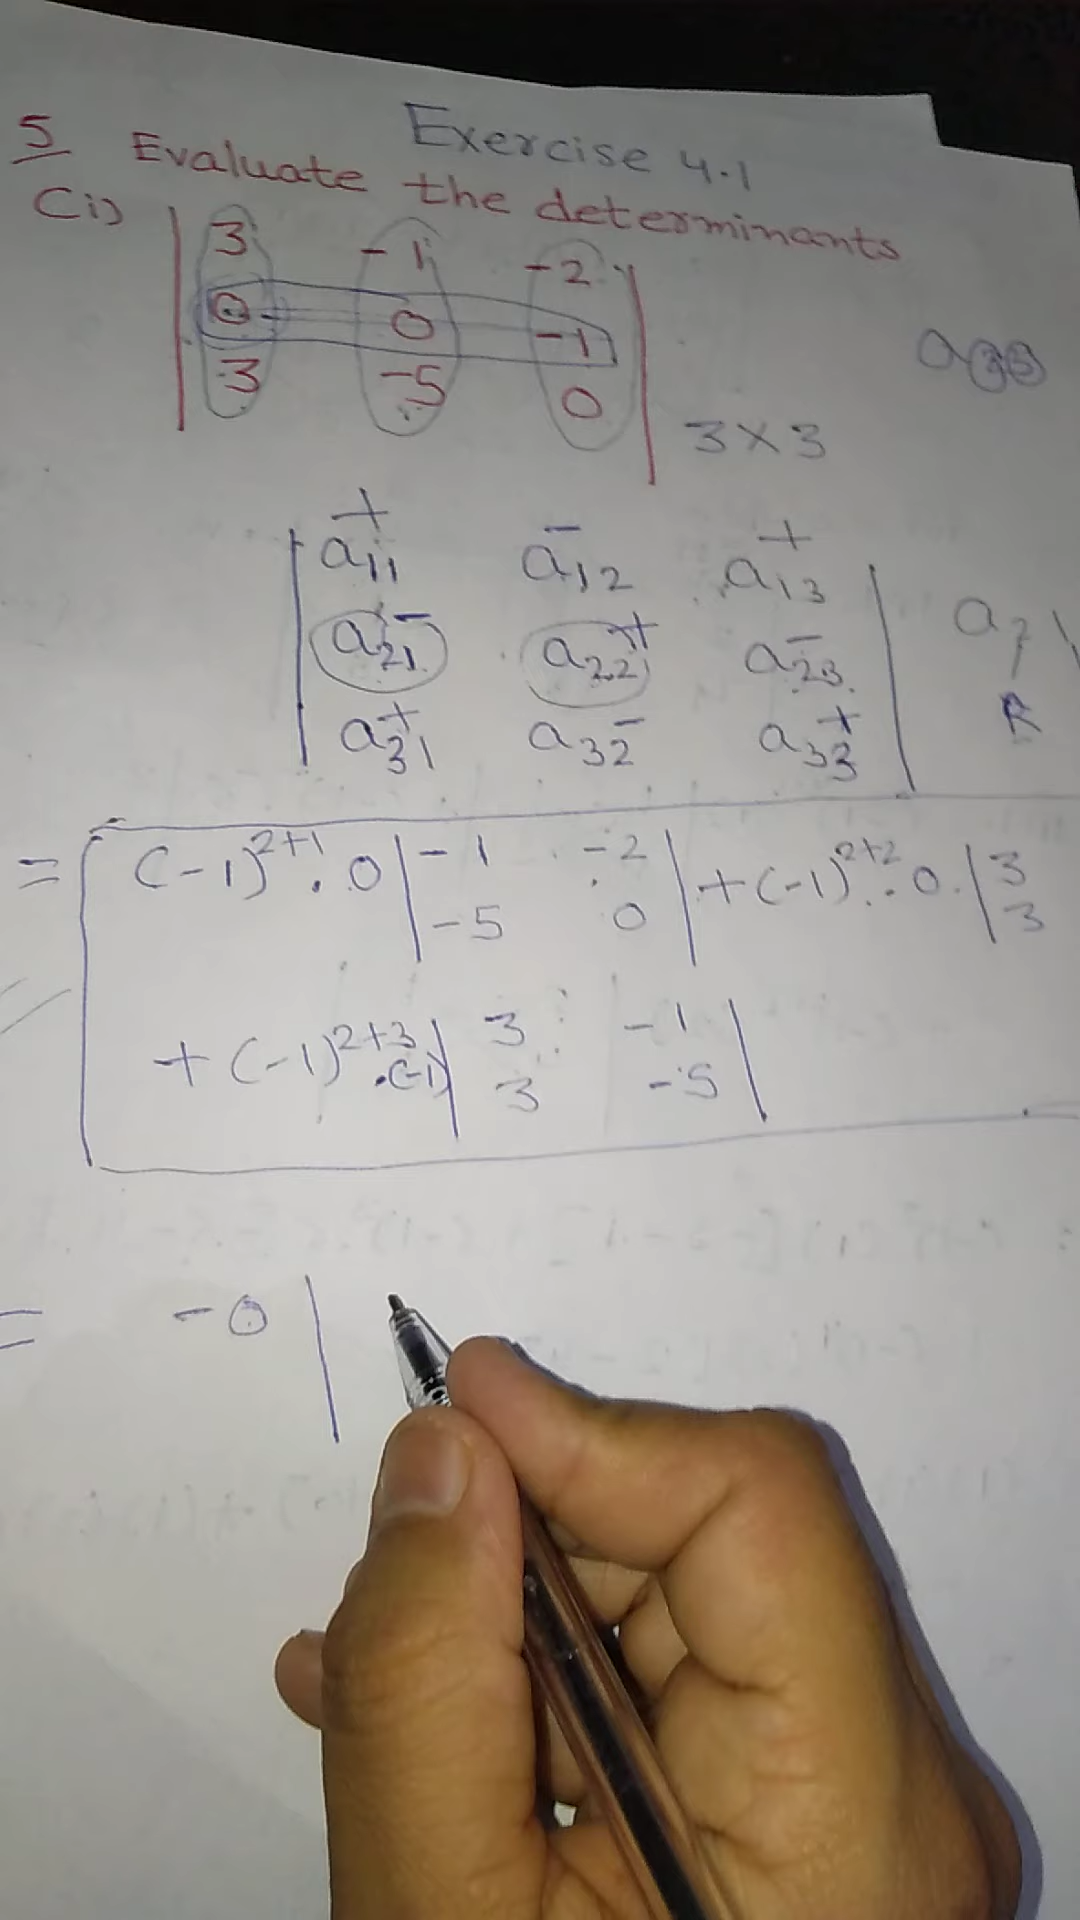 Exercise 4.1
5 Evaluate the determinants
(i)
3 -1 -2
0 0 -1
3 -5 0
3×3
a33
+ - +
a11 a12 a13
a21 - a22 + a23 -
a31 + a32 - a33 +
a21
R
= (-1)^2+1 . 0 | -1 -2 | + (-1)^2+2 . 0 . | 3
-5 0 3
+ (-1)^2+3 .(-1) | 3 -1 |
3 -5
= -0 |